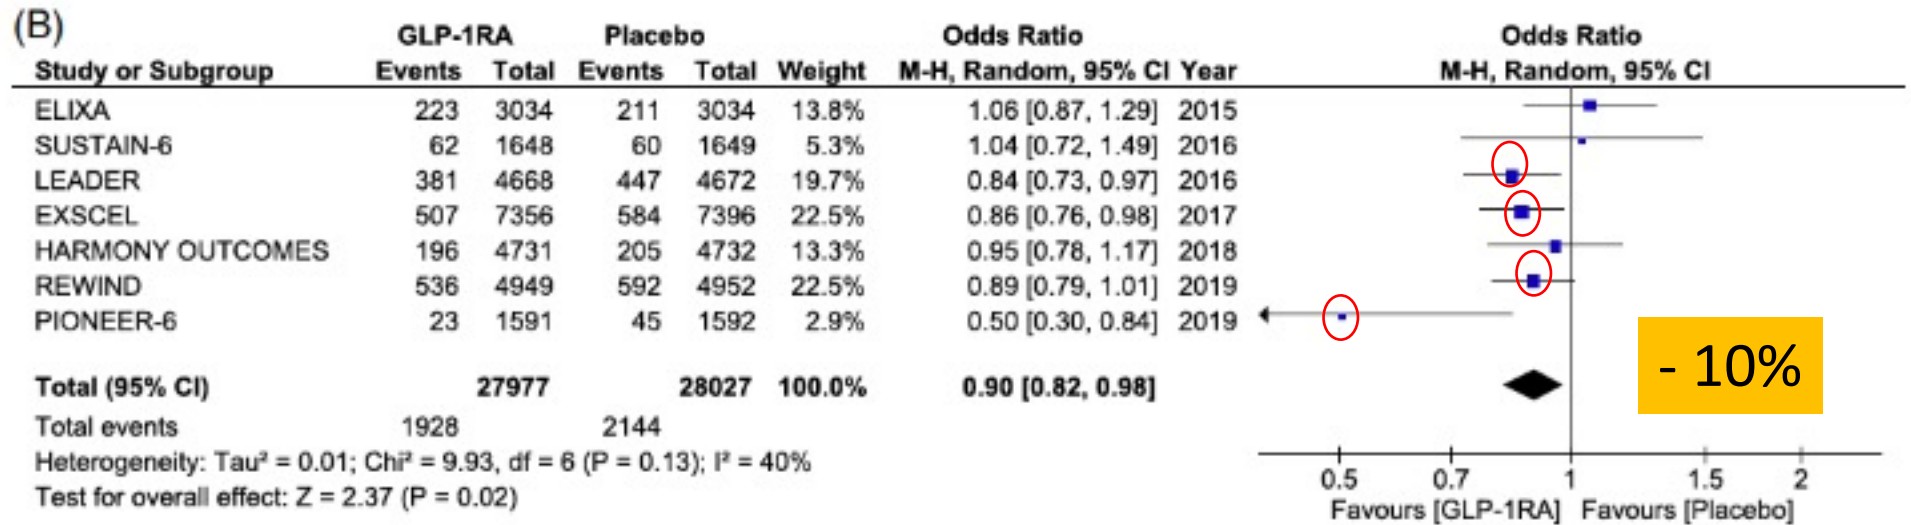 (B)
GLP-1RA Placebo Odds Ratio Odds Ratio
Study or Subgroup Events Total Events Total Weight M-H, Random, 95% CI Year M-H, Random, 95% CI
ELIXA 223 3034 211 3034 13.8% 1.06 [0.87, 1.29] 2015
SUSTAIN-6 62 1648 60 1649 5.3% 1.04 [0.72, 1.49] 2016
LEADER 381 4668 447 4672 19.7% 0.84 [0.73, 0.97] 2016
EXSCEL 507 7356 584 7396 22.5% 0.86 [0.76, 0.98] 2017
HARMONY OUTCOMES 196 4731 205 4732 13.3% 0.95 [0.78, 1.17] 2018
REWIND 536 4949 592 4952 22.5% 0.89 [0.79, 1.01] 2019
PIONEER-6 23 1591 45 1592 2.9% 0.50 [0.30, 0.84] 2019
- 10%
Total (95% CI) 27977 28027 100.0% 0.90 [0.82, 0.98]
Total events 1928 2144
Heterogeneity: Tau² = 0.01; Chi² = 9.93, df = 6 (P = 0.13); I² = 40%
Test for overall effect: Z = 2.37 (P = 0.02)
0.5 0.7 1 1.5 2
Favours [GLP-1RA] Favours [Placebo]